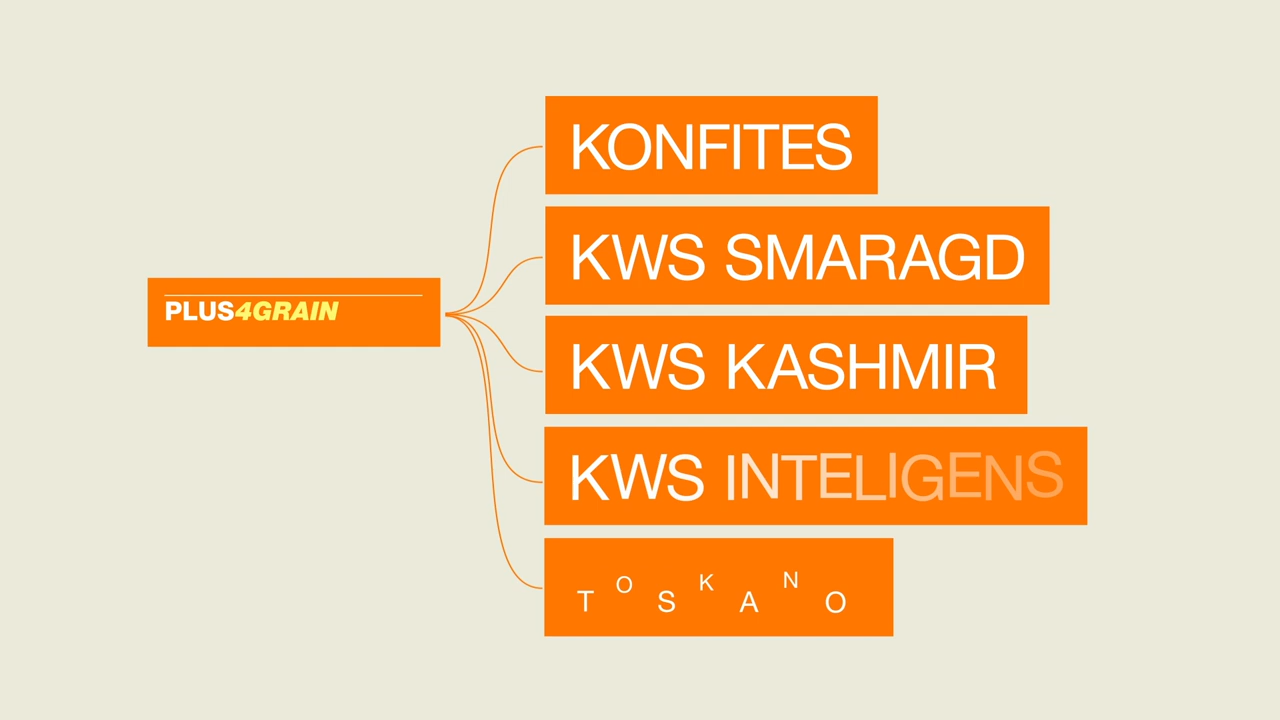 PLUS4GRAIN
KONFITES
KWS SMARAGD
KWS KASHMIR
KWS INTELIGENS
TOSKANO